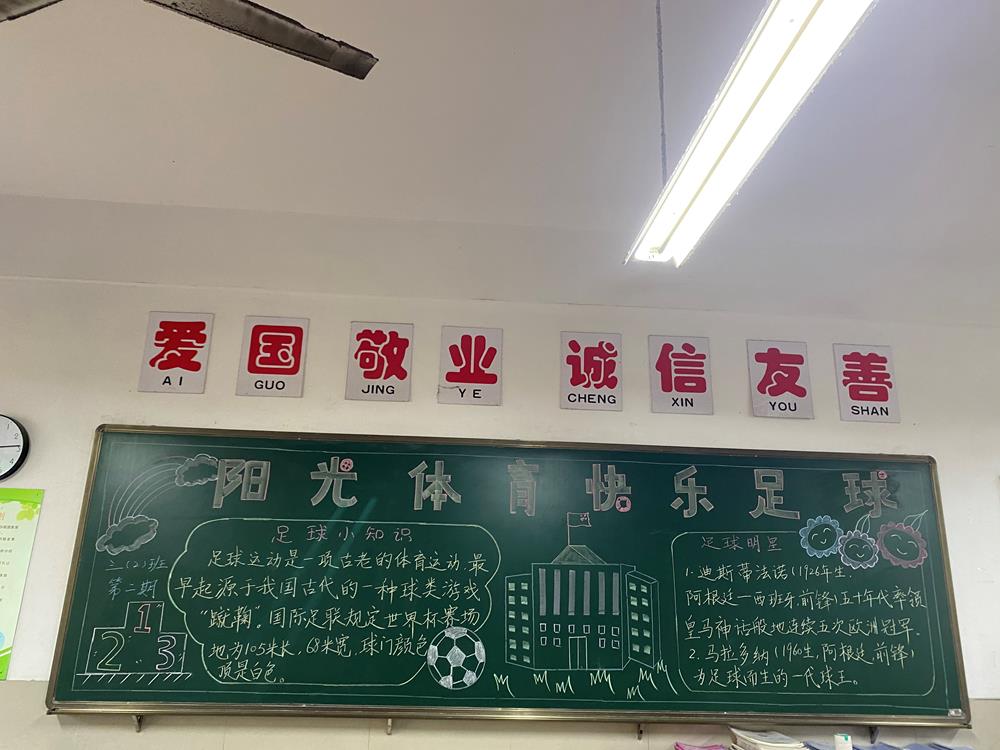 爱 国 敬 业 诚 信 友 善
AI GUO JING YE CHENG XIN YOU SHAN
阳光体育快乐足球
三(2)班
第二期
1
2 3
足球小知识
足球运动是一项古老的体育运动.最
早起源于我国古代的一种球类游戏
“蹴鞠”。国际足联规定世界杯赛场
地为105米长,68米宽,球门颜色
顶是白色。
足球明星
1.迪斯蒂法诺(1926年生.
阿根廷—西班牙.前锋)五十年代率领
皇马神话般地连续五次欧洲冠军.
2.马拉多纳(1960生,阿根廷.前锋)
为足球而生的一代球王。